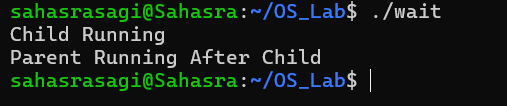 sahasrasagi@Sahasra:~/OS_Lab$ ./wait
Child Running
Parent Running After Child
sahasrasagi@Sahasra:~/OS_Lab$